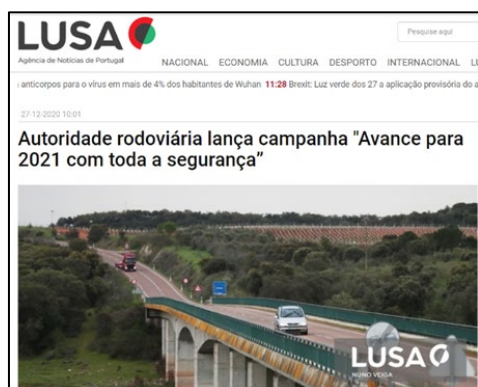 LUSA
Agência de Notícias de Portugal
Pesquise aqui
NACIONAL ECONOMIA CULTURA DESPORTO INTERNACIONAL LU
anticorpos para o vírus em mais de 4% dos habitantes de Wuhan 11:28 Brexit: Luz verde dos 27 a aplicação provisória do a
27-12-2020 10:01
Autoridade rodoviária lança campanha "Avance para
2021 com toda a segurança”
LUSA
NUNO VEIGA